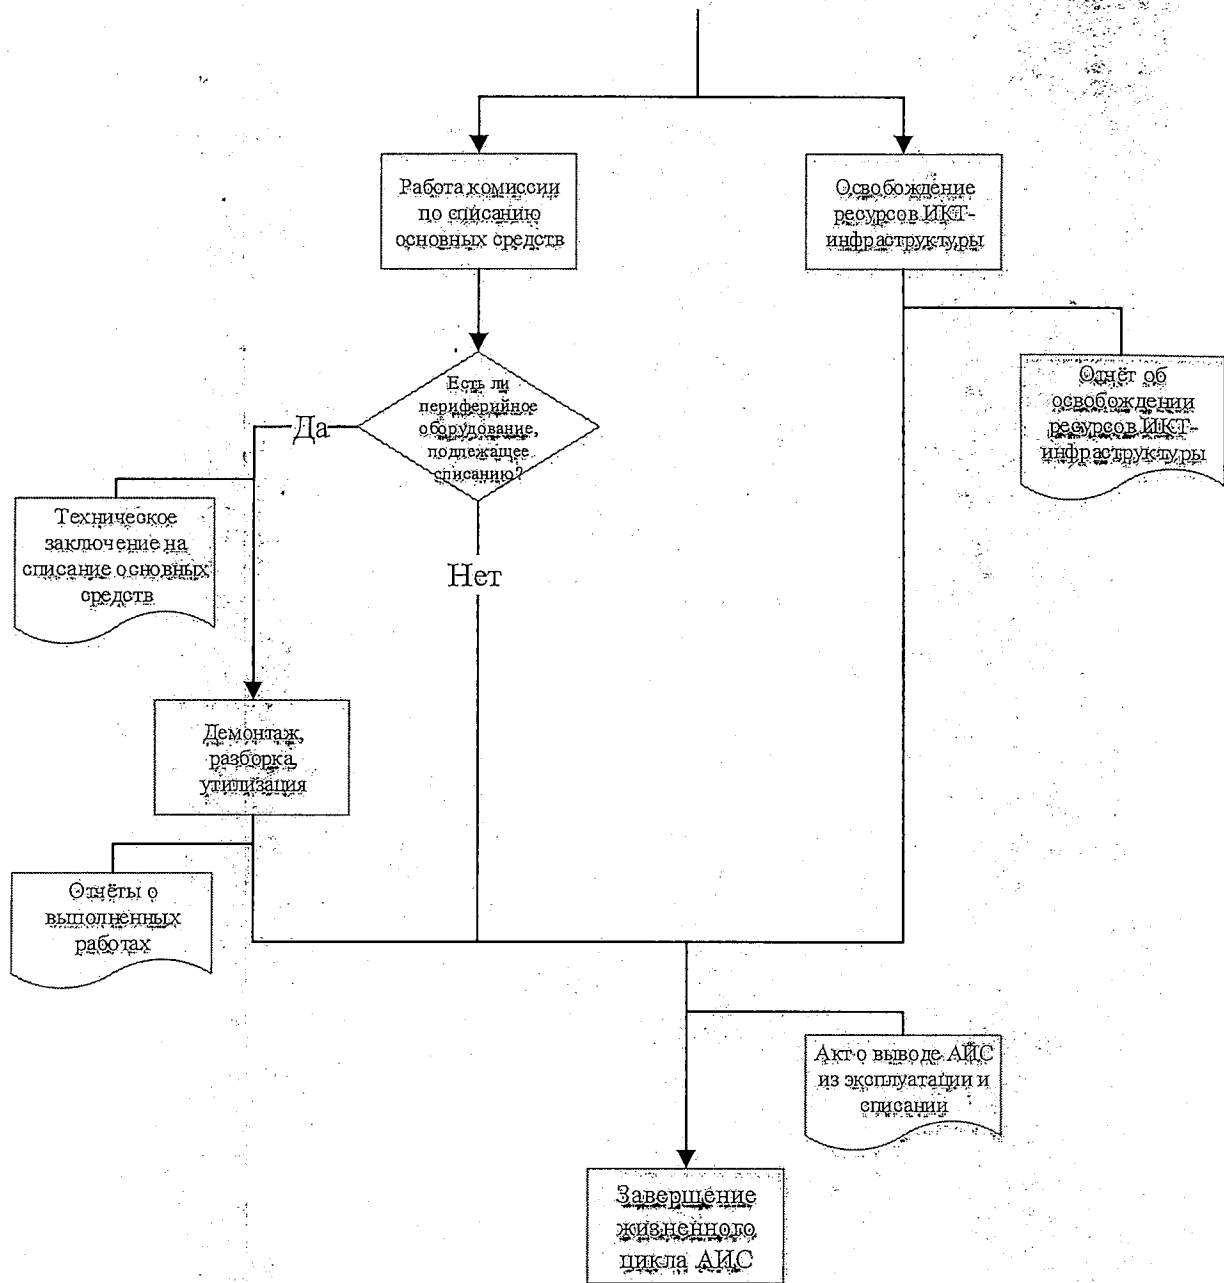 Работа комиссии
по списанию
основных средств
Освобождение
ресурсов ИКТ-
инфраструктуры
Есть ли
периферийное
оборудование,
подлежащее
списанию?
Да
Отчёт об
освобождении
ресурсов ИКТ-
инфраструктуры
Техническое
заключение на
списание основных
средств
Нет
Демонтаж,
разборка,
утилизация
Отчёты о
выполненных
работах
Акт о выводе АИС
из эксплуатации и
списании
Завершение
жизненного
цикла АИС